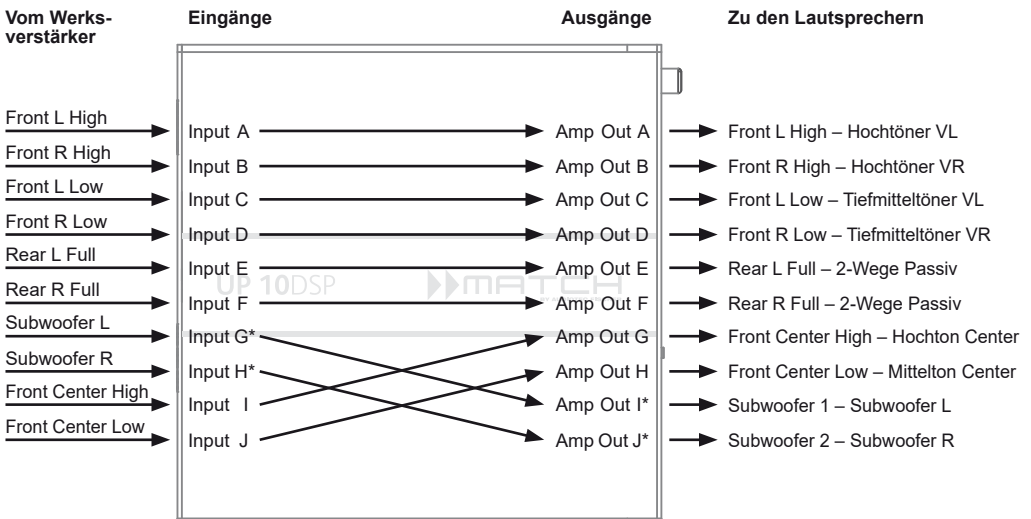 Vom Werks-
verstärker
Eingänge
Ausgänge
Zu den Lautsprechern
Front L High
Input A
Amp Out A
Front L High – Hochtöner VL
Front R High
Input B
Amp Out B
Front R High – Hochtöner VR
Front L Low
Input C
Amp Out C
Front L Low – Tiefmitteltöner VL
Front R Low
Input D
Amp Out D
Front R Low – Tiefmitteltöner VR
Rear L Full
Input E
Amp Out E
Rear L Full – 2-Wege Passiv
UP 10DSP
MATCH
Rear R Full
Input F
Amp Out F
Rear R Full – 2-Wege Passiv
Subwoofer L
Input G*
Amp Out G
Front Center High – Hochton Center
Subwoofer R
Input H*
Amp Out H
Front Center Low – Mittelton Center
Front Center High
Input I
Amp Out I*
Subwoofer 1 – Subwoofer L
Front Center Low
Input J
Amp Out J*
Subwoofer 2 – Subwoofer R